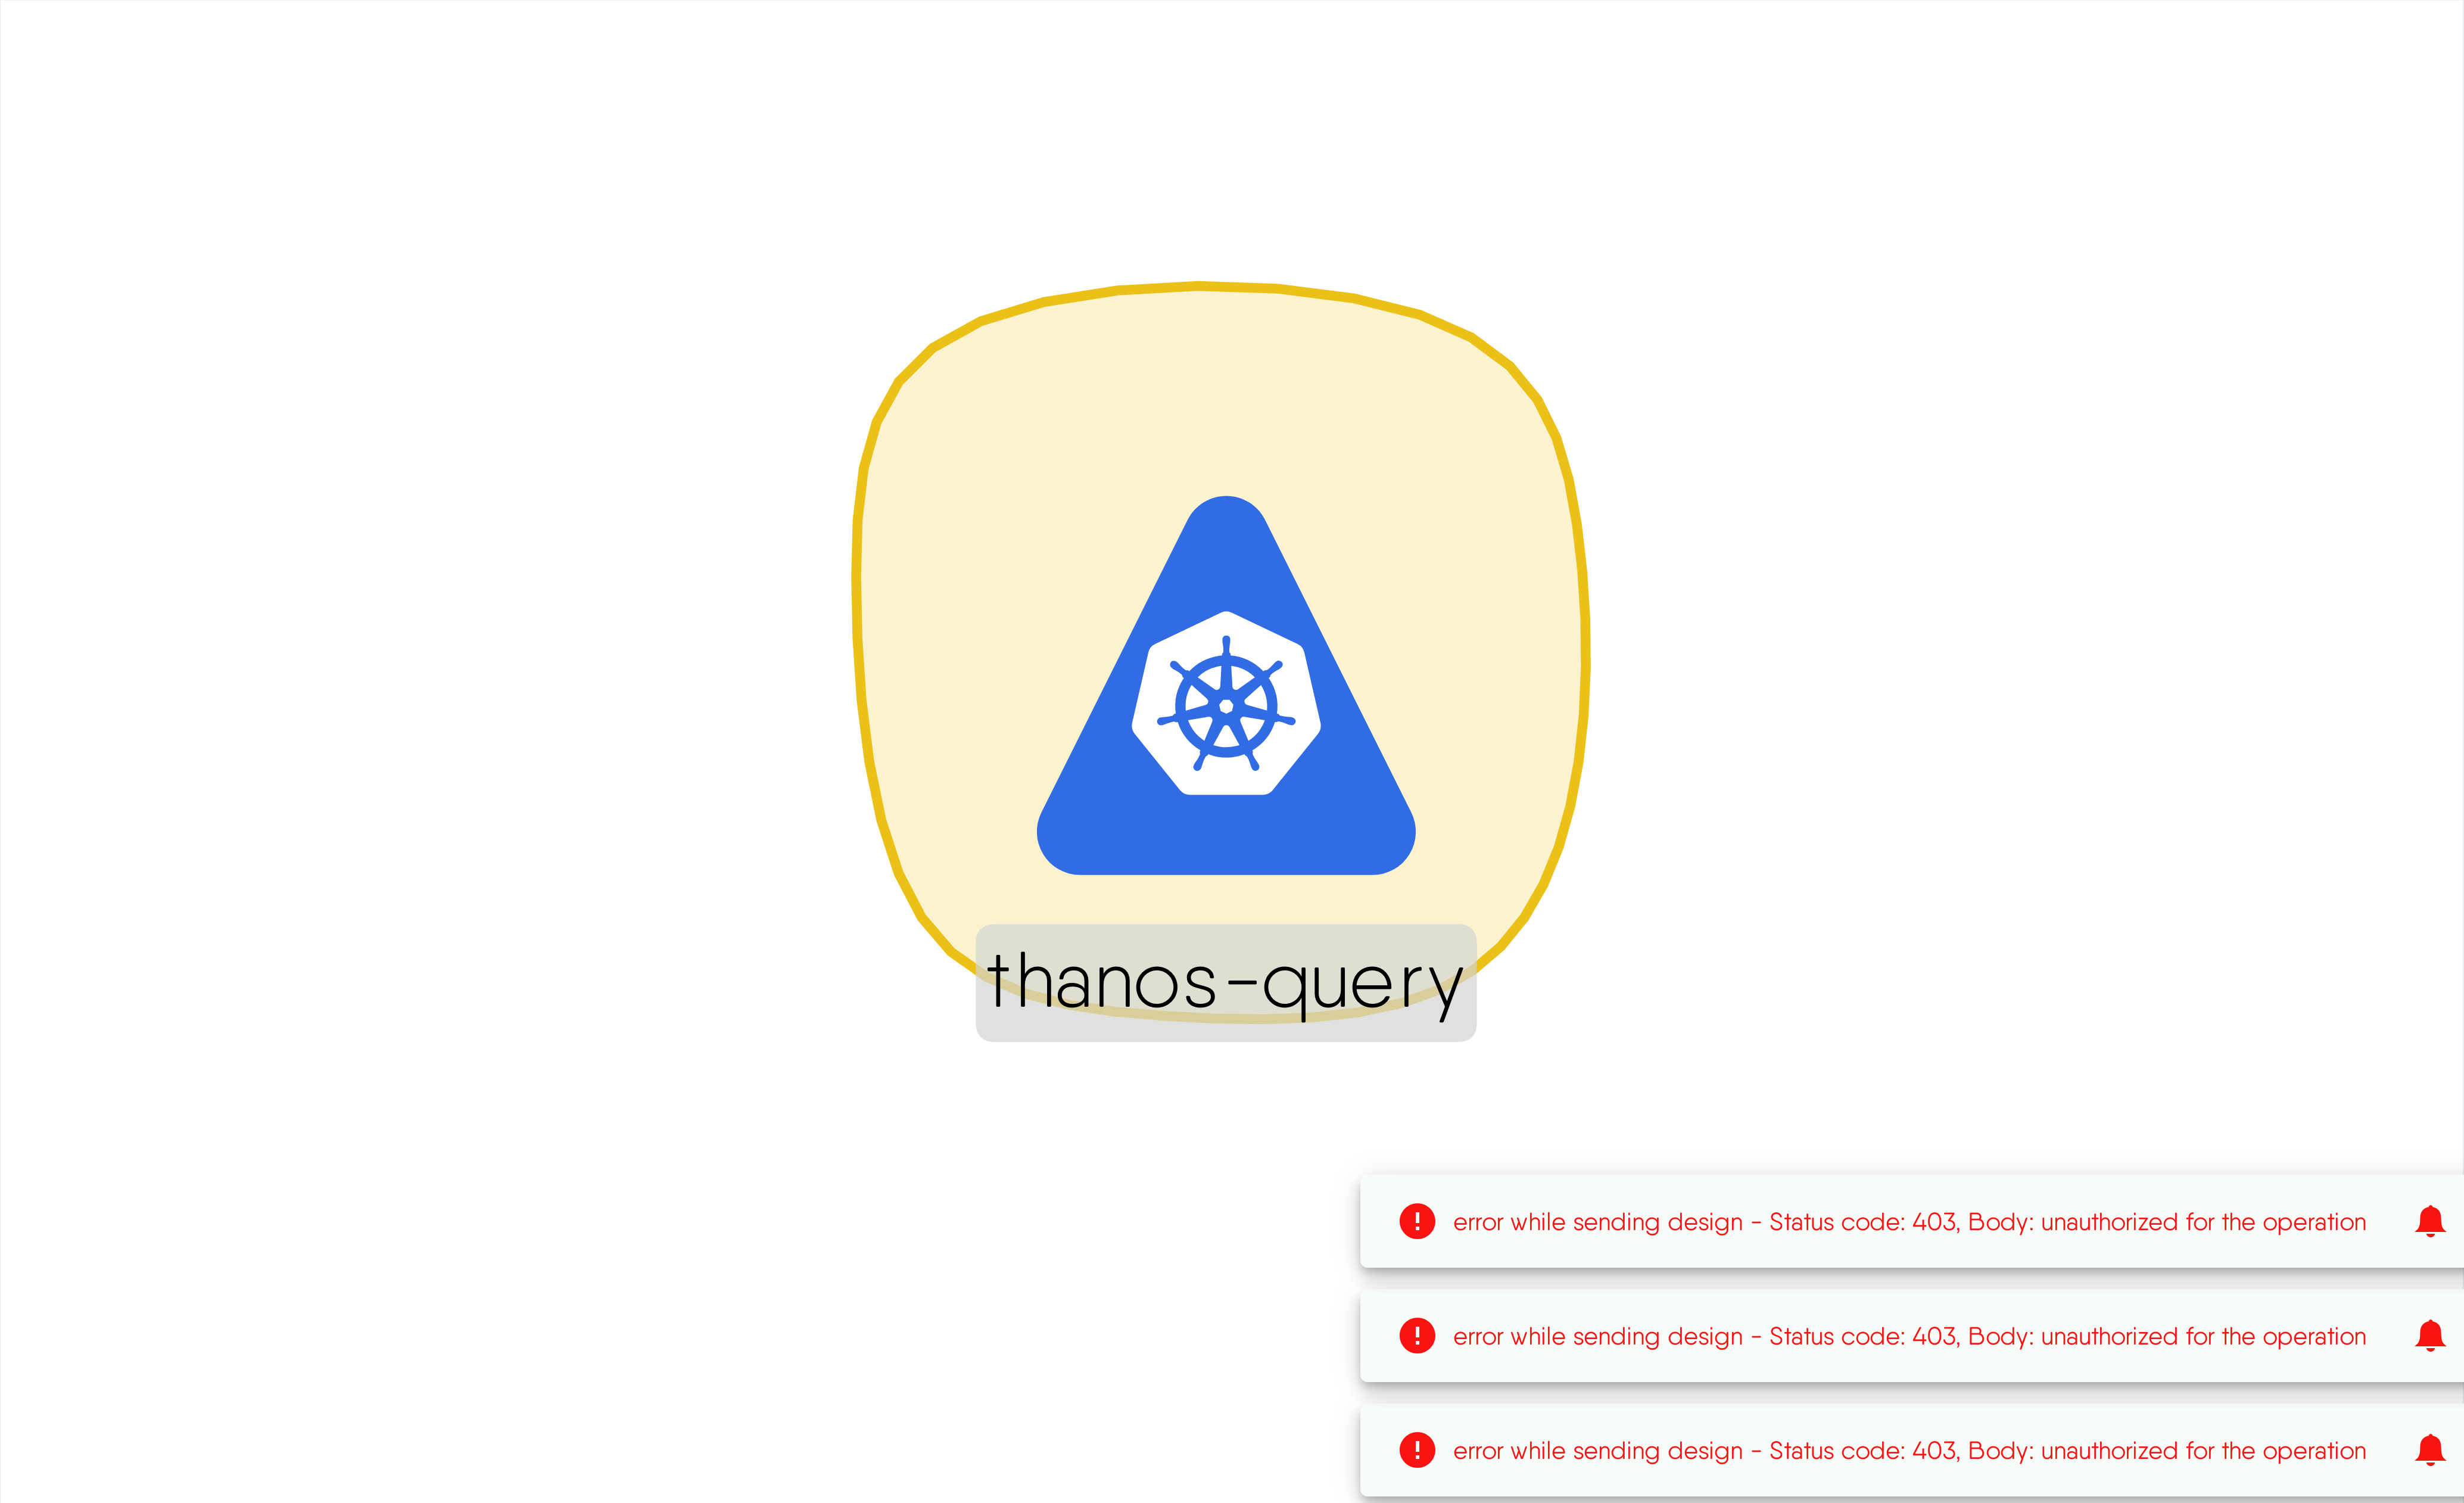 thanos-query
error while sending design - Status code: 403, Body: unauthorized for the operation
error while sending design - Status code: 403, Body: unauthorized for the operation
error while sending design - Status code: 403, Body: unauthorized for the operation